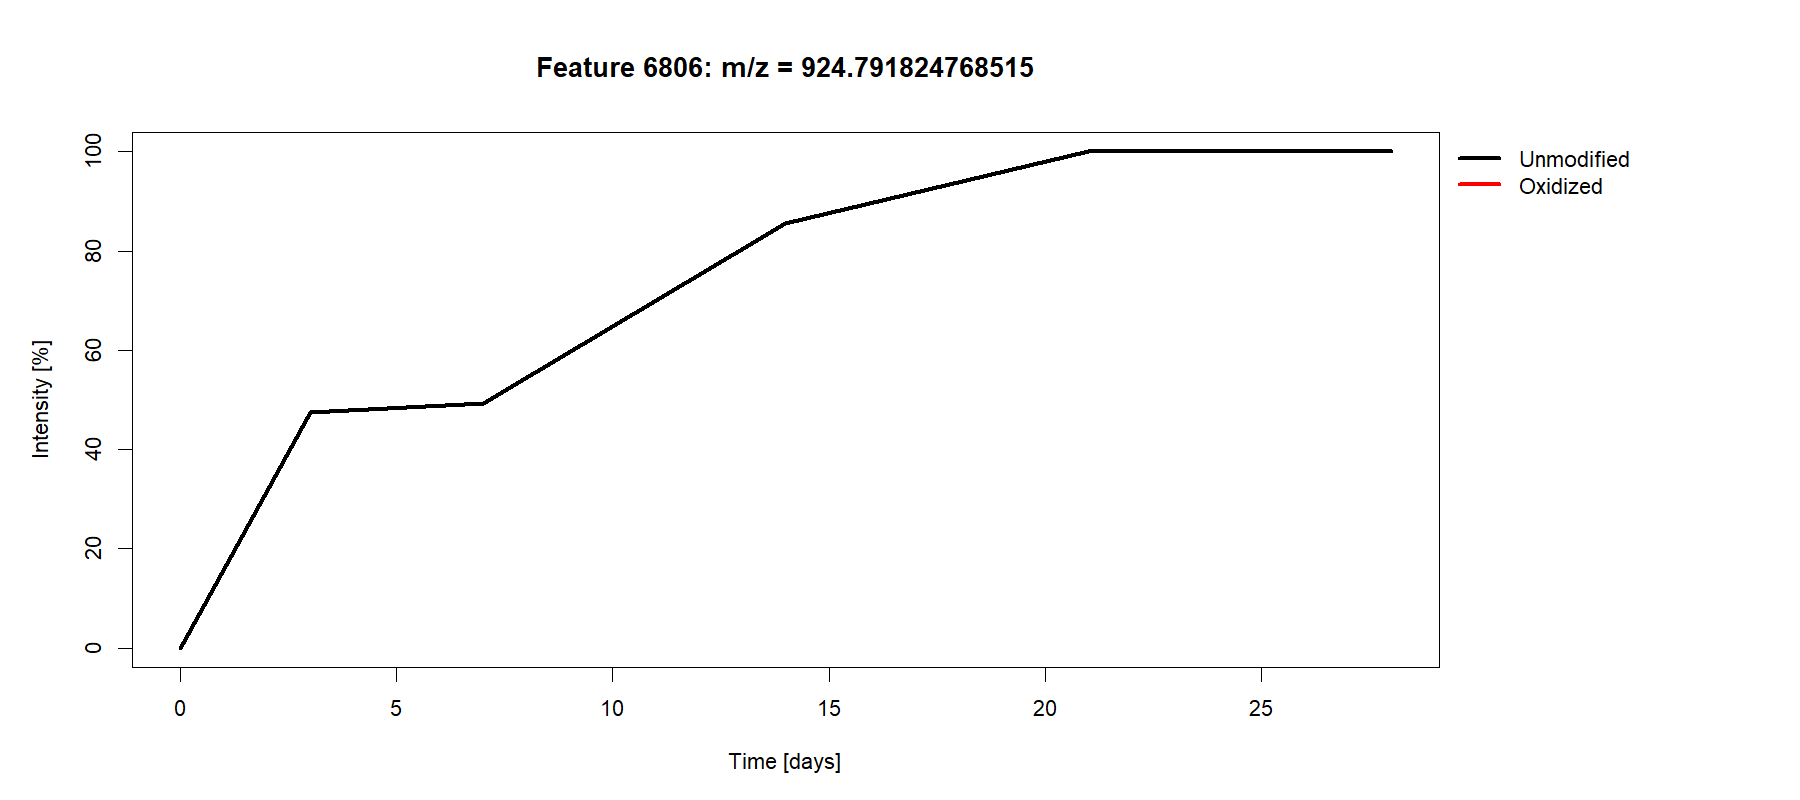 Feature 6806: m/z = 924.791824768515
Unmodified
Oxidized
Intensity [%]
100
80
60
40
20
0
0 5 10 15 20 25
Time [days]